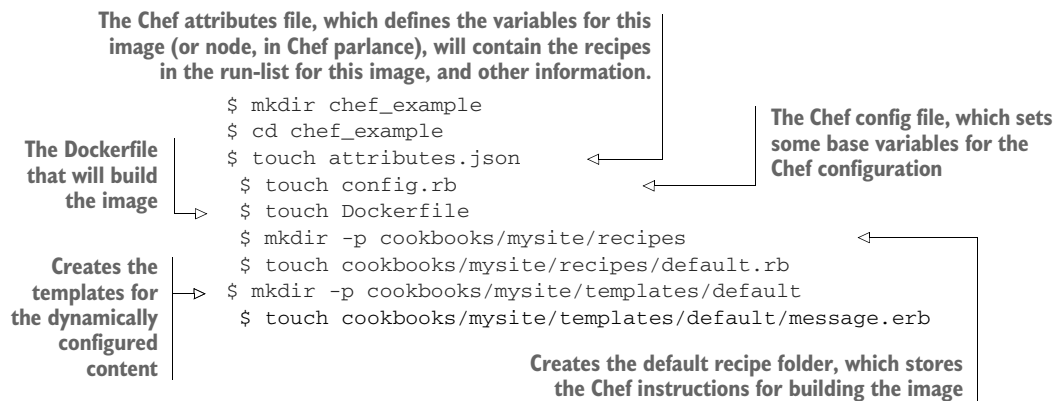 The Chef attributes file, which defines the variables for this
image (or node, in Chef parlance), will contain the recipes
in the run-list for this image, and other information.
$ mkdir chef_example
$ cd chef_example
$ touch attributes.json
$ touch config.rb
$ touch Dockerfile
$ mkdir -p cookbooks/mysite/recipes
$ touch cookbooks/mysite/recipes/default.rb
$ mkdir -p cookbooks/mysite/templates/default
$ touch cookbooks/mysite/templates/default/message.erb
The Chef config file, which sets
some base variables for the
Chef configuration
The Dockerfile
that will build
the image
Creates the
templates for
the dynamically
configured
content
Creates the default recipe folder, which stores
the Chef instructions for building the image